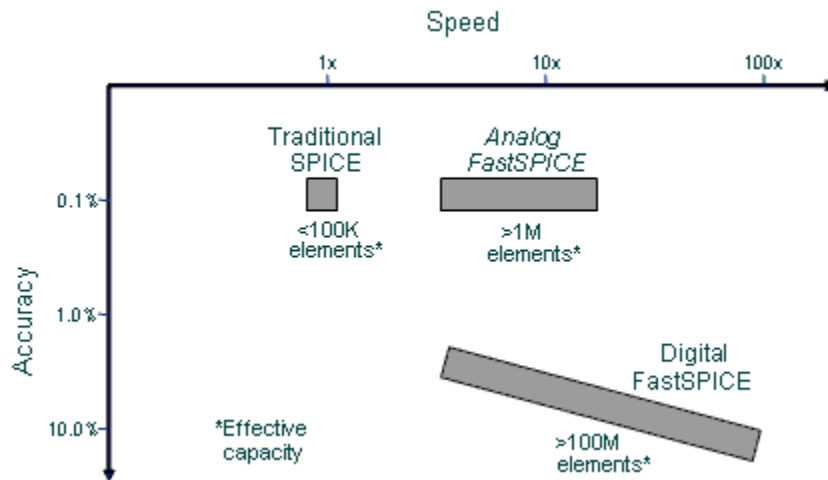 Speed
1x
10x
100x
Traditional
SPICE
Analog
FastSPICE
0.1%
<100K
elements*
>1M
elements*
Accuracy
1.0%
Digital
FastSPICE
10.0%
*Effective
capacity
>100M
elements*